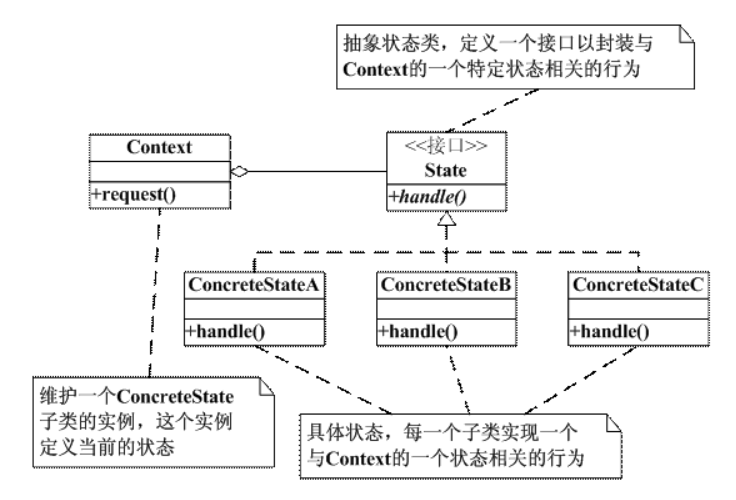 抽象状态类，定义一个接口以封装与
Context的一个特定状态相关的行为
Context
+request()
<<接口>>
State
+handle()
ConcreteStateA
+handle()
ConcreteStateB
+handle()
ConcreteStateC
+handle()
维护一个ConcreteState
子类的实例，这个实例
定义当前的状态
具体状态，每一个子类实现一个
与Context的一个状态相关的行为